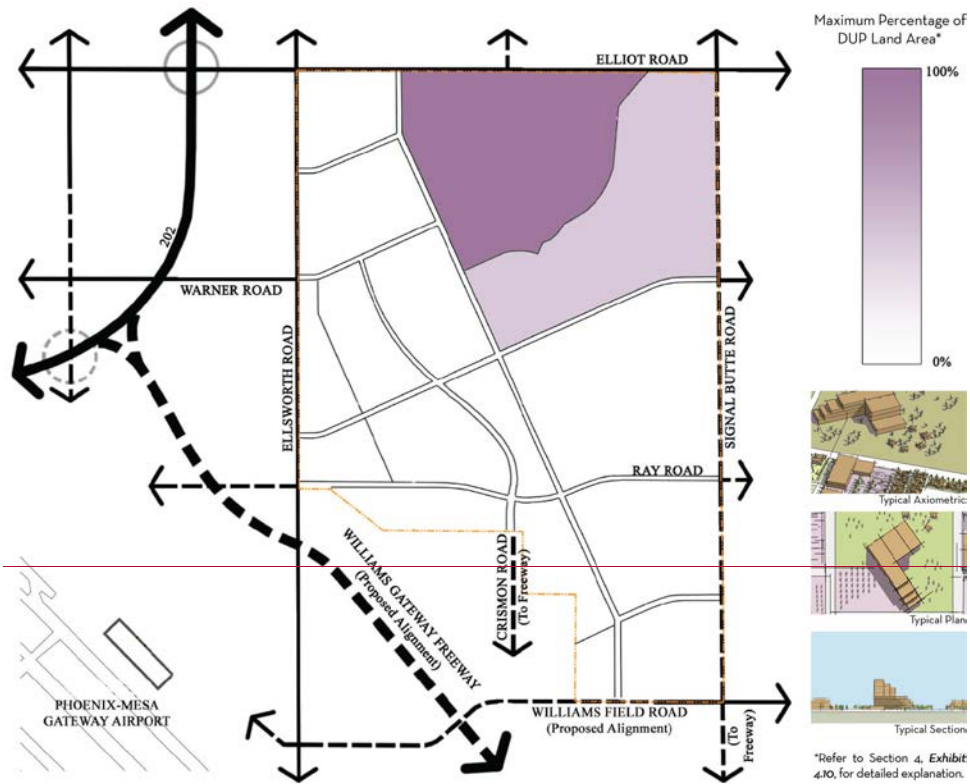 Maximum Percentage of
DUP Land Area*
100%
0%
ELLIOT ROAD
202
WARNER ROAD
ELLSWORTH ROAD
SIGNAL BUTTE ROAD
RAY ROAD
CRISMON ROAD
(To Freeway)
WILLIAMS GATEWAY FREEWAY
(Proposed Alignment)
PHOENIX-MESA
GATEWAY AIRPORT
WILLIAMS FIELD ROAD
(Proposed Alignment)
(To
Freeway)
Typical Axiometric
Typical Plan
Typical Section
*Refer to Section 4, Exhibit
4.10, for detailed explanation.